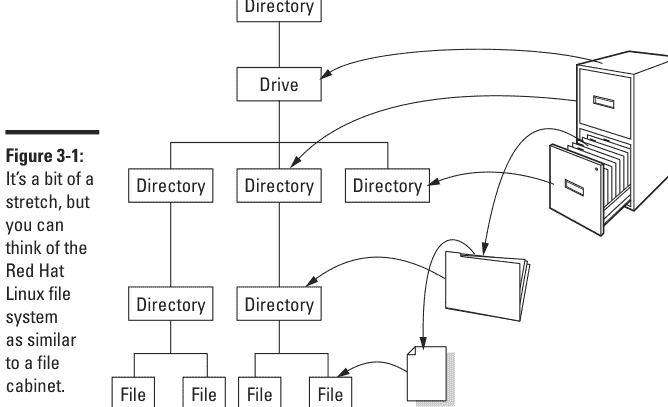 Directory
Drive
Directory Directory Directory
Directory Directory
File File File File
Figure 3-1:
It's a bit of a
stretch, but
you can
think of the
Red Hat
Linux file
system
as similar
to a file
cabinet.